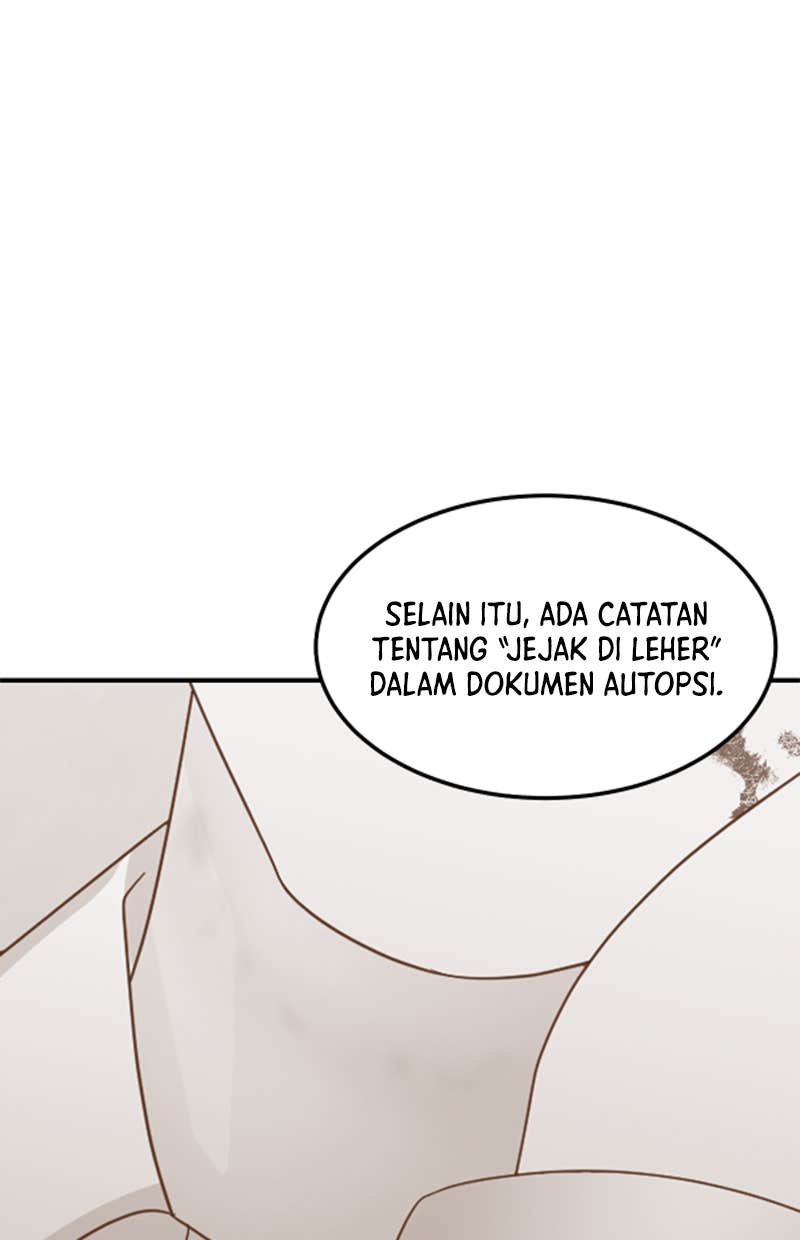 SELAIN ITU, ADA CATATAN
TENTANG “JEJAK DI LEHER”
DALAM DOKUMEN AUTOPSI.